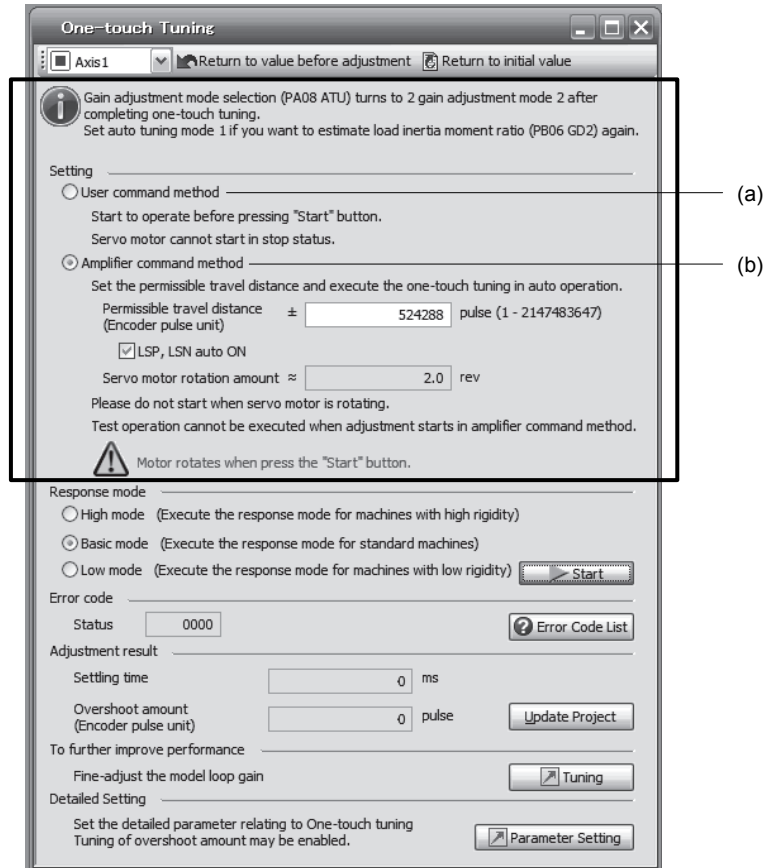 One-touch Tuning
Axis1 Return to value before adjustment Return to initial value
Gain adjustment mode selection (PA08 ATU) turns to 2 gain adjustment mode 2 after
completing one-touch tuning.
Set auto tuning mode 1 if you want to estimate load inertia moment ratio (PB06 GD2) again.
Setting
User command method (a)
Start to operate before pressing "Start" button.
Servo motor cannot start in stop status.
Amplifier command method (b)
Set the permissible travel distance and execute the one-touch tuning in auto operation.
Permissible travel distance
(Encoder pulse unit) ± 524288 pulse (1 - 2147483647)
LSP, LSN auto ON
Servo motor rotation amount ≈ 2.0 rev
Please do not start when servo motor is rotating.
Test operation cannot be executed when adjustment starts in amplifier command method.
Motor rotates when press the "Start" button.
Response mode
High mode (Execute the response mode for machines with high rigidity)
Basic mode (Execute the response mode for standard machines)
Low mode (Execute the response mode for machines with low rigidity) Start
Error code
Status 0000 Error Code List
Adjustment result
Settling time 0 ms
Overshoot amount
(Encoder pulse unit) 0 pulse Update Project
To further improve performance
Fine-adjust the model loop gain Tuning
Detailed Setting
Set the detailed parameter relating to One-touch tuning
Tuning of overshoot amount may be enabled. Parameter Setting